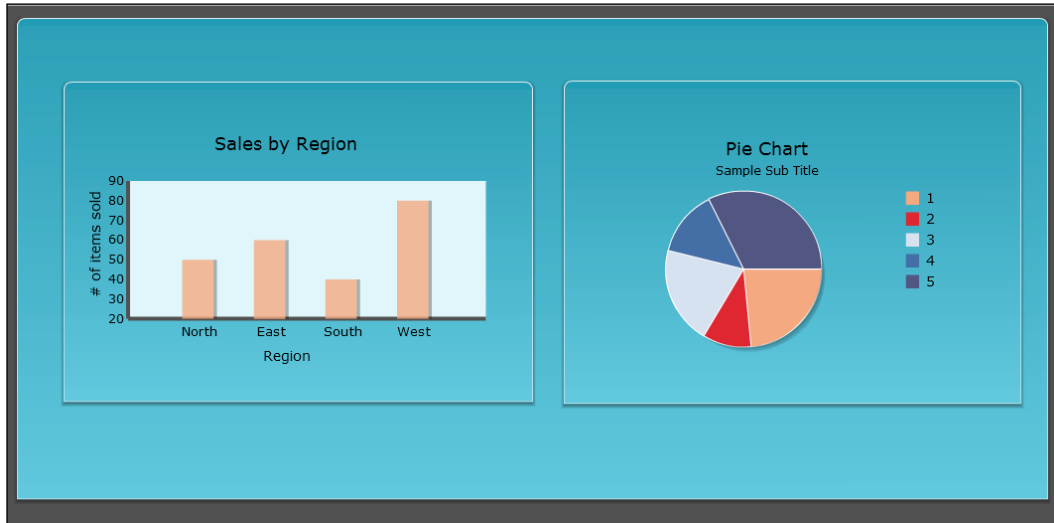 Sales by Region
# of items sold
90
80
70
60
50
40
30
20
North East South West
Region
Pie Chart
Sample Sub Title
1
2
3
4
5